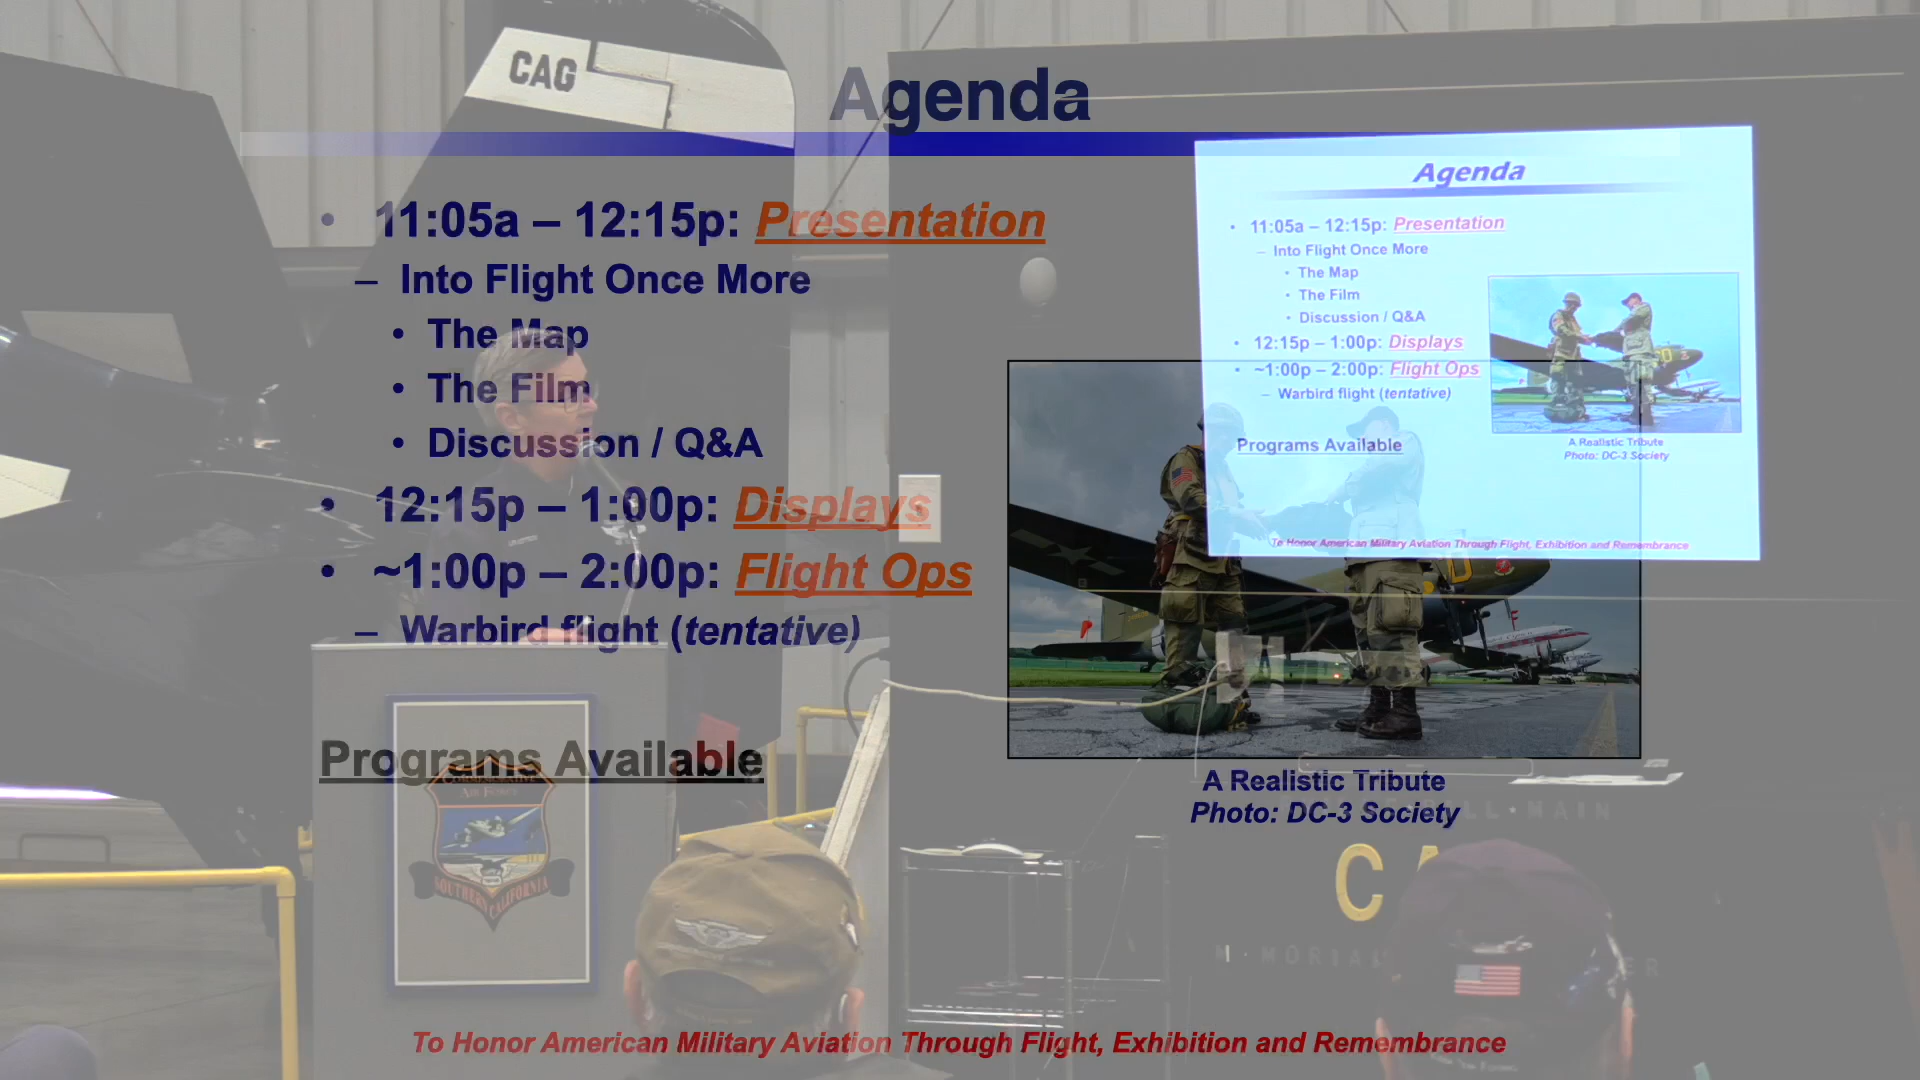 CAG
Agenda
• 11:05a – 12:15p: Presentation
– Into Flight Once More
• The Map
• The Film
• Discussion / Q&A
• 12:15p – 1:00p: Displays
• ~1:00p – 2:00p: Flight Ops
– Warbird flight (tentative)
Programs Available
A Realistic Tribute
Photo: DC-3 Society
To Honor American Military Aviation Through Flight, Exhibition and Remembrance
Agenda
• 11:05a – 12:15p: Presentation
– Into Flight Once More
• The Map
• The Film
• Discussion / Q&A
• 12:15p – 1:00p: Displays
• ~1:00p – 2:00p: Flight Ops
– Warbird flight (tentative)
Programs Available
A Realistic Tribute
Photo: DC-3 Society
To Honor American Military Aviation Through Flight, Exhibition and Remembrance
AIR FORCE
SOUTHERN CALIFORNIA
MAIN